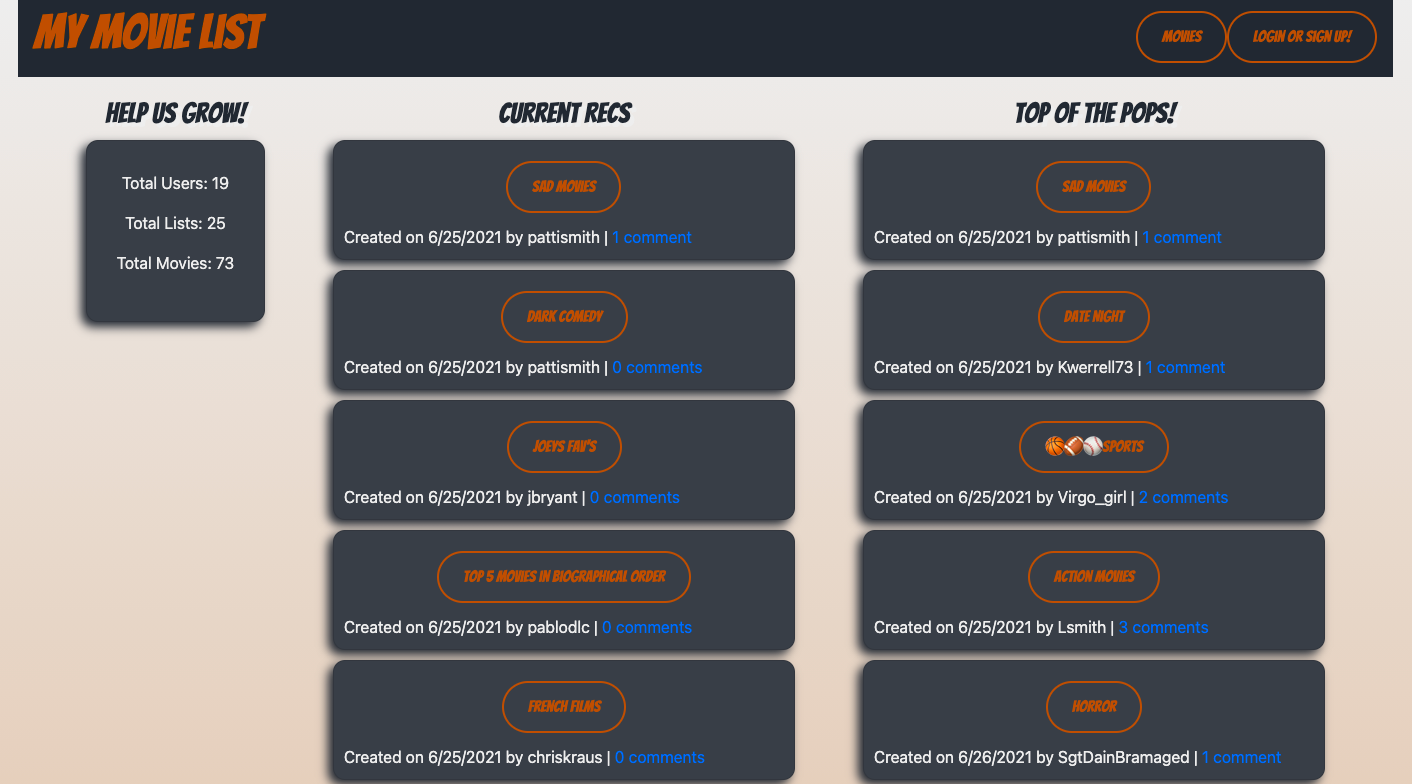 MY MOVIE LIST
MOVIES
LOGIN OR SIGN UP!
HELP US GROW!
Total Users: 19
Total Lists: 25
Total Movies: 73
CURRENT RECS
SAD MOVIES
Created on 6/25/2021 by pattismith | 1 comment
DARK COMEDY
Created on 6/25/2021 by pattismith | 0 comments
JOEYS FAV'S
Created on 6/25/2021 by jbryant | 0 comments
TOP 5 MOVIES IN BIOGRAPHICAL ORDER
Created on 6/25/2021 by pablodlc | 0 comments
FRENCH FILMS
Created on 6/25/2021 by chriskraus | 0 comments
TOP OF THE POPS!
SAD MOVIES
Created on 6/25/2021 by pattismith | 1 comment
DATE NIGHT
Created on 6/25/2021 by Kwerrell73 | 1 comment
🏀🏈⚾SPORTS
Created on 6/25/2021 by Virgo_girl | 2 comments
ACTION MOVIES
Created on 6/25/2021 by Lsmith | 3 comments
HORROR
Created on 6/26/2021 by SgtDainBramaged | 1 comment